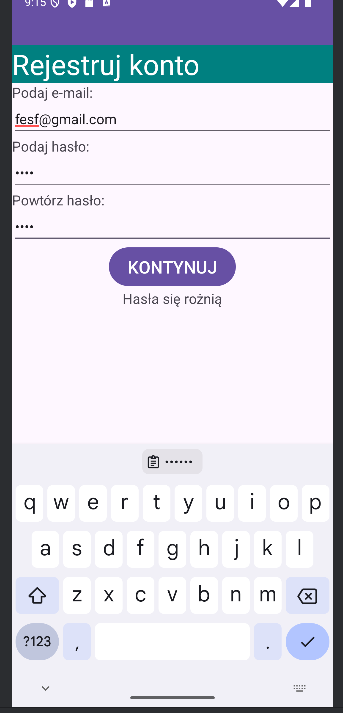 9:15
Rejestruj konto
Podaj e-mail:
fesf@gmail.com
Podaj hasło:
••••
Powtórz hasło:
••••
KONTYNUJ
Hasła się rożnią
••••••
q w e r t y u i o p
a s d f g h j k l
z x c v b n m
?123 , .